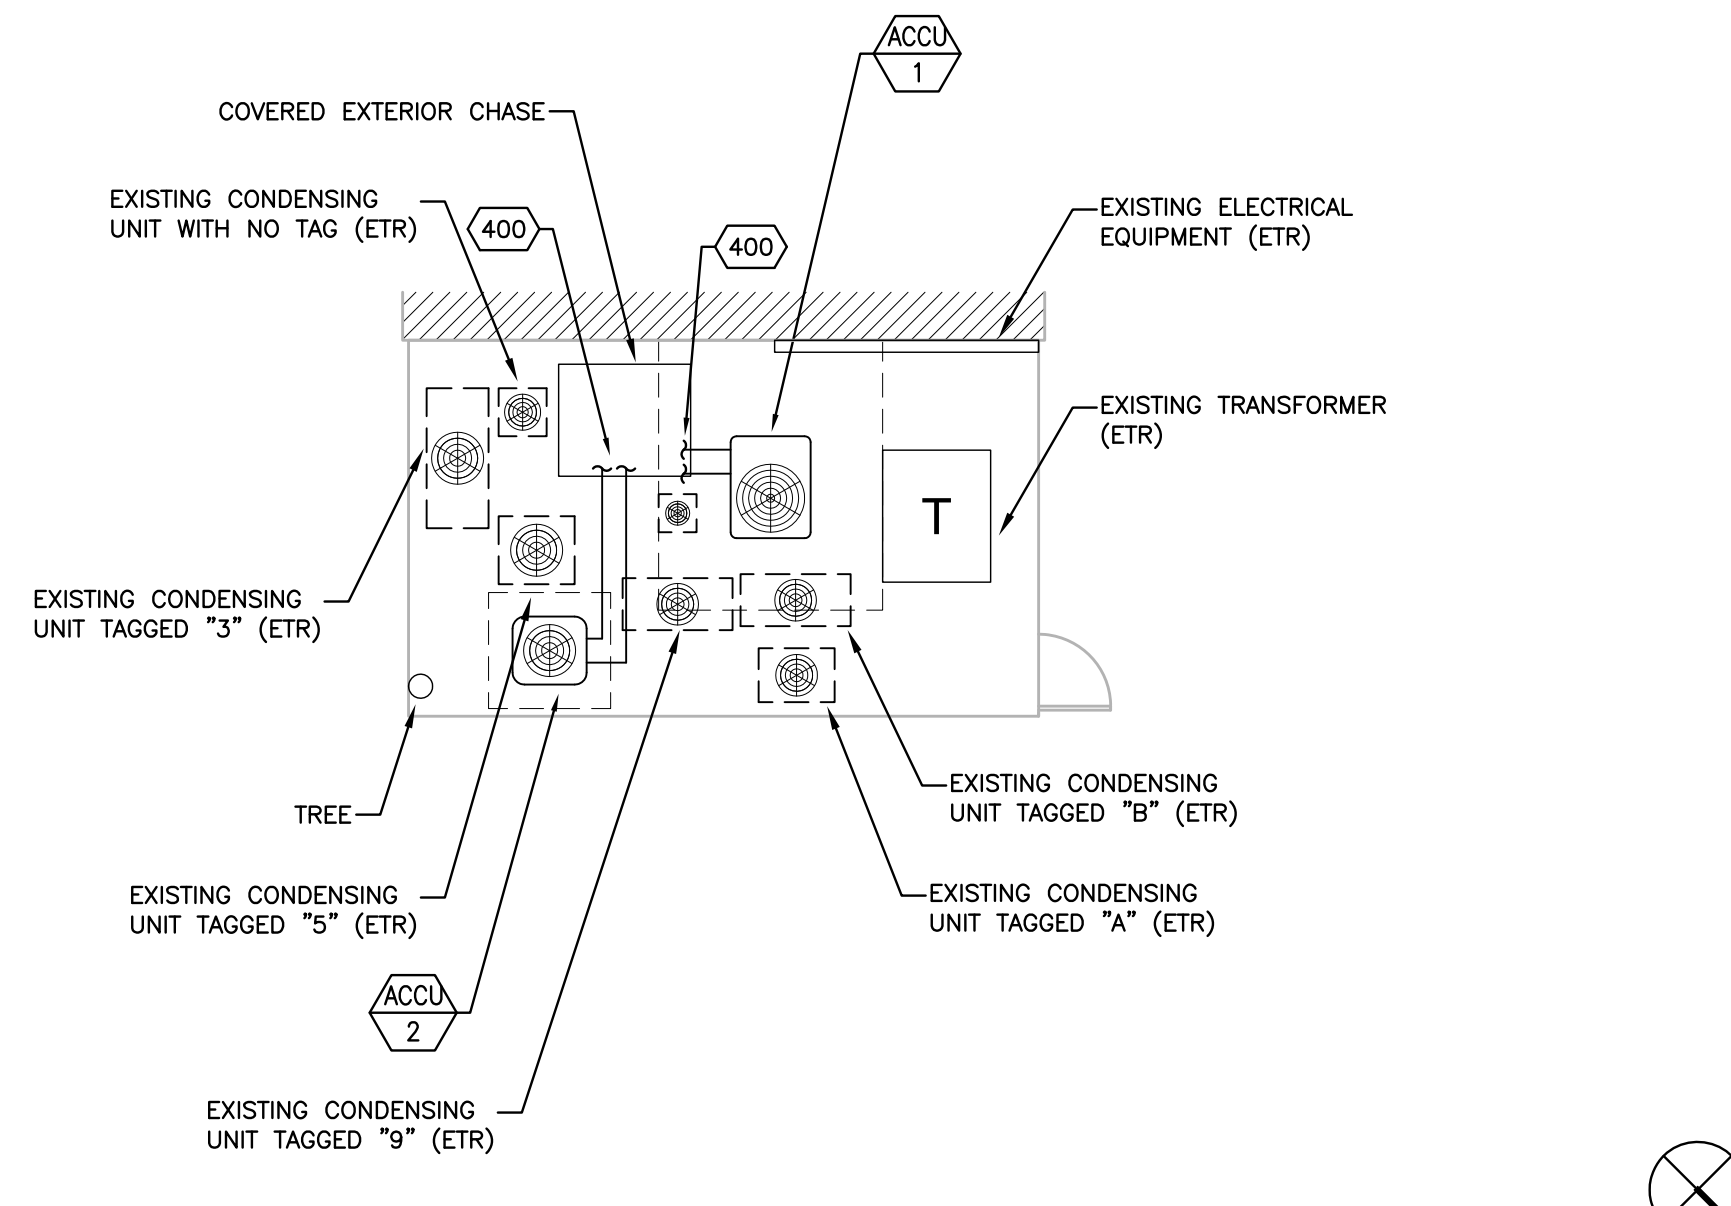 ACCU
1
COVERED EXTERIOR CHASE
EXISTING CONDENSING
UNIT WITH NO TAG (ETR)
400
400
EXISTING ELECTRICAL
EQUIPMENT (ETR)
EXISTING TRANSFORMER
(ETR)
T
EXISTING CONDENSING
UNIT TAGGED "3" (ETR)
TREE
EXISTING CONDENSING
UNIT TAGGED "B" (ETR)
EXISTING CONDENSING
UNIT TAGGED "5" (ETR)
EXISTING CONDENSING
UNIT TAGGED "A" (ETR)
ACCU
2
EXISTING CONDENSING
UNIT TAGGED "9" (ETR)